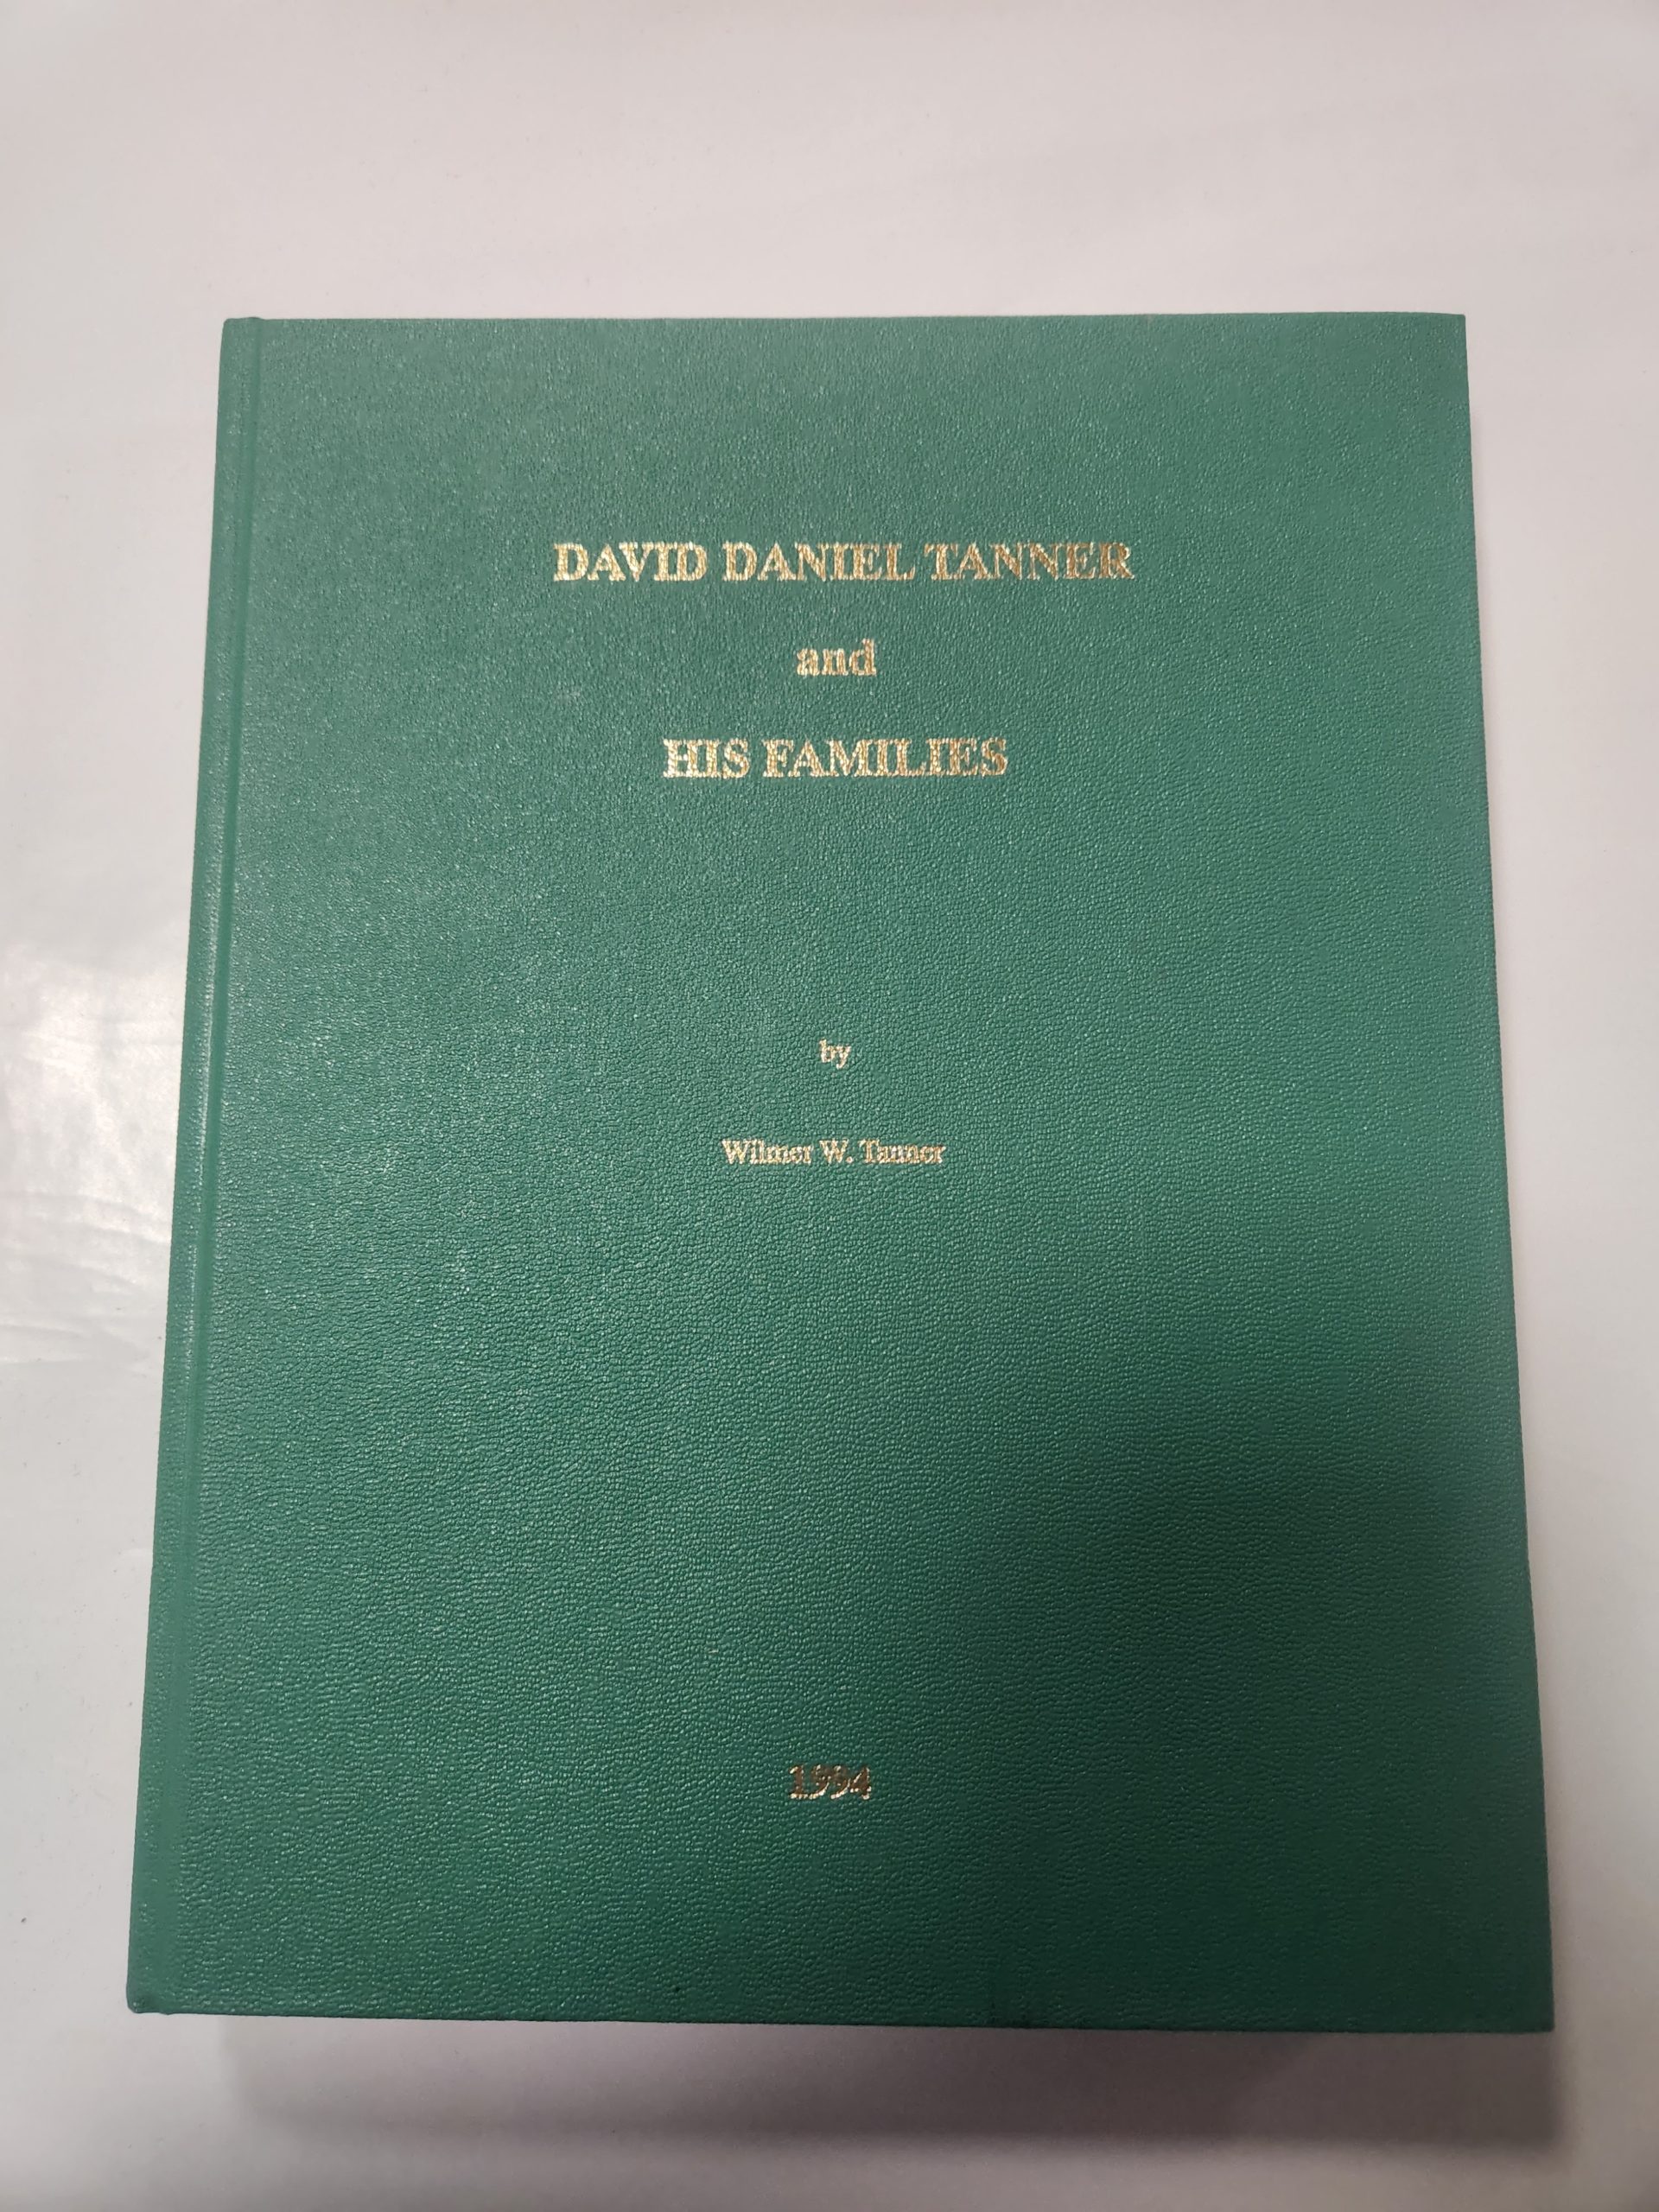 DAVID DANIEL TANNER
and
HIS FAMILIES
by
Wilmer W. Tanner
1994